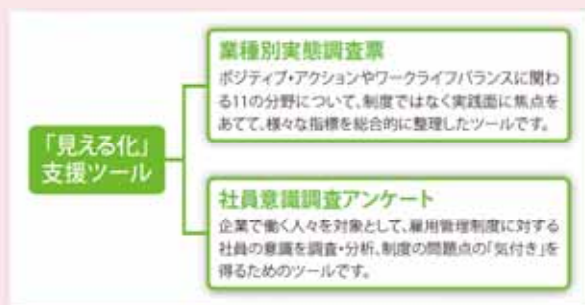 「見える化」
支援ツール
業種別実態調査票
ポジティブ・アクションやワークライフバランスに関わ
る11の分野について、制度ではなく実践面に焦点を
あてて、様々な指標を総合的に整理したツールです。
社員意識調査アンケート
企業で働く人々を対象として、雇用管理制度に対する
社員の意識を調査・分析、制度の問題点の「気付き」を
得るためのツールです。